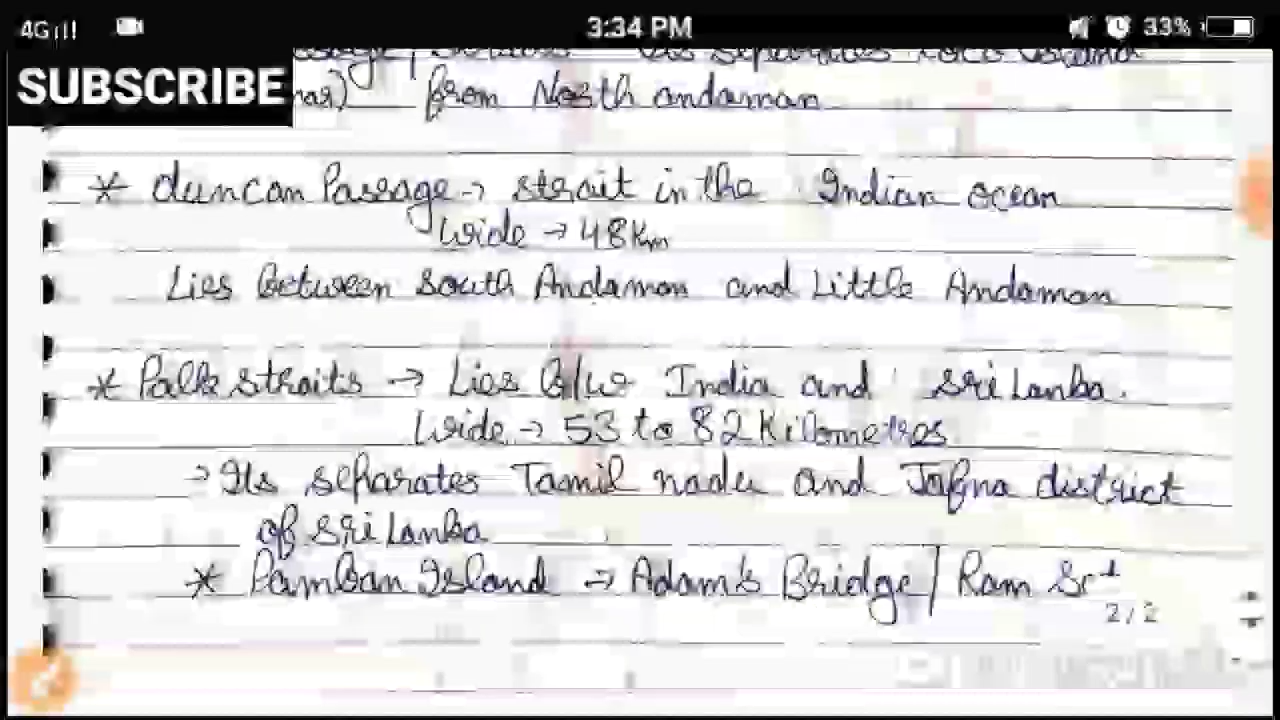 4G 3:34 PM 33%
SUBSCRIBE
from North andaman
* duncan Passage → strait in the Indian ocean
wide → 48Km
Lies Between south Andaman and Little Andaman
* Palk straits → Lies B/w India and sri Lanka.
Wide → 53 to 82 Kilometres
→ Its separates Tamil nadu and Jafna district
of sri Lanka
* Pamban Island → Adam's Bridge / Ram
2/2